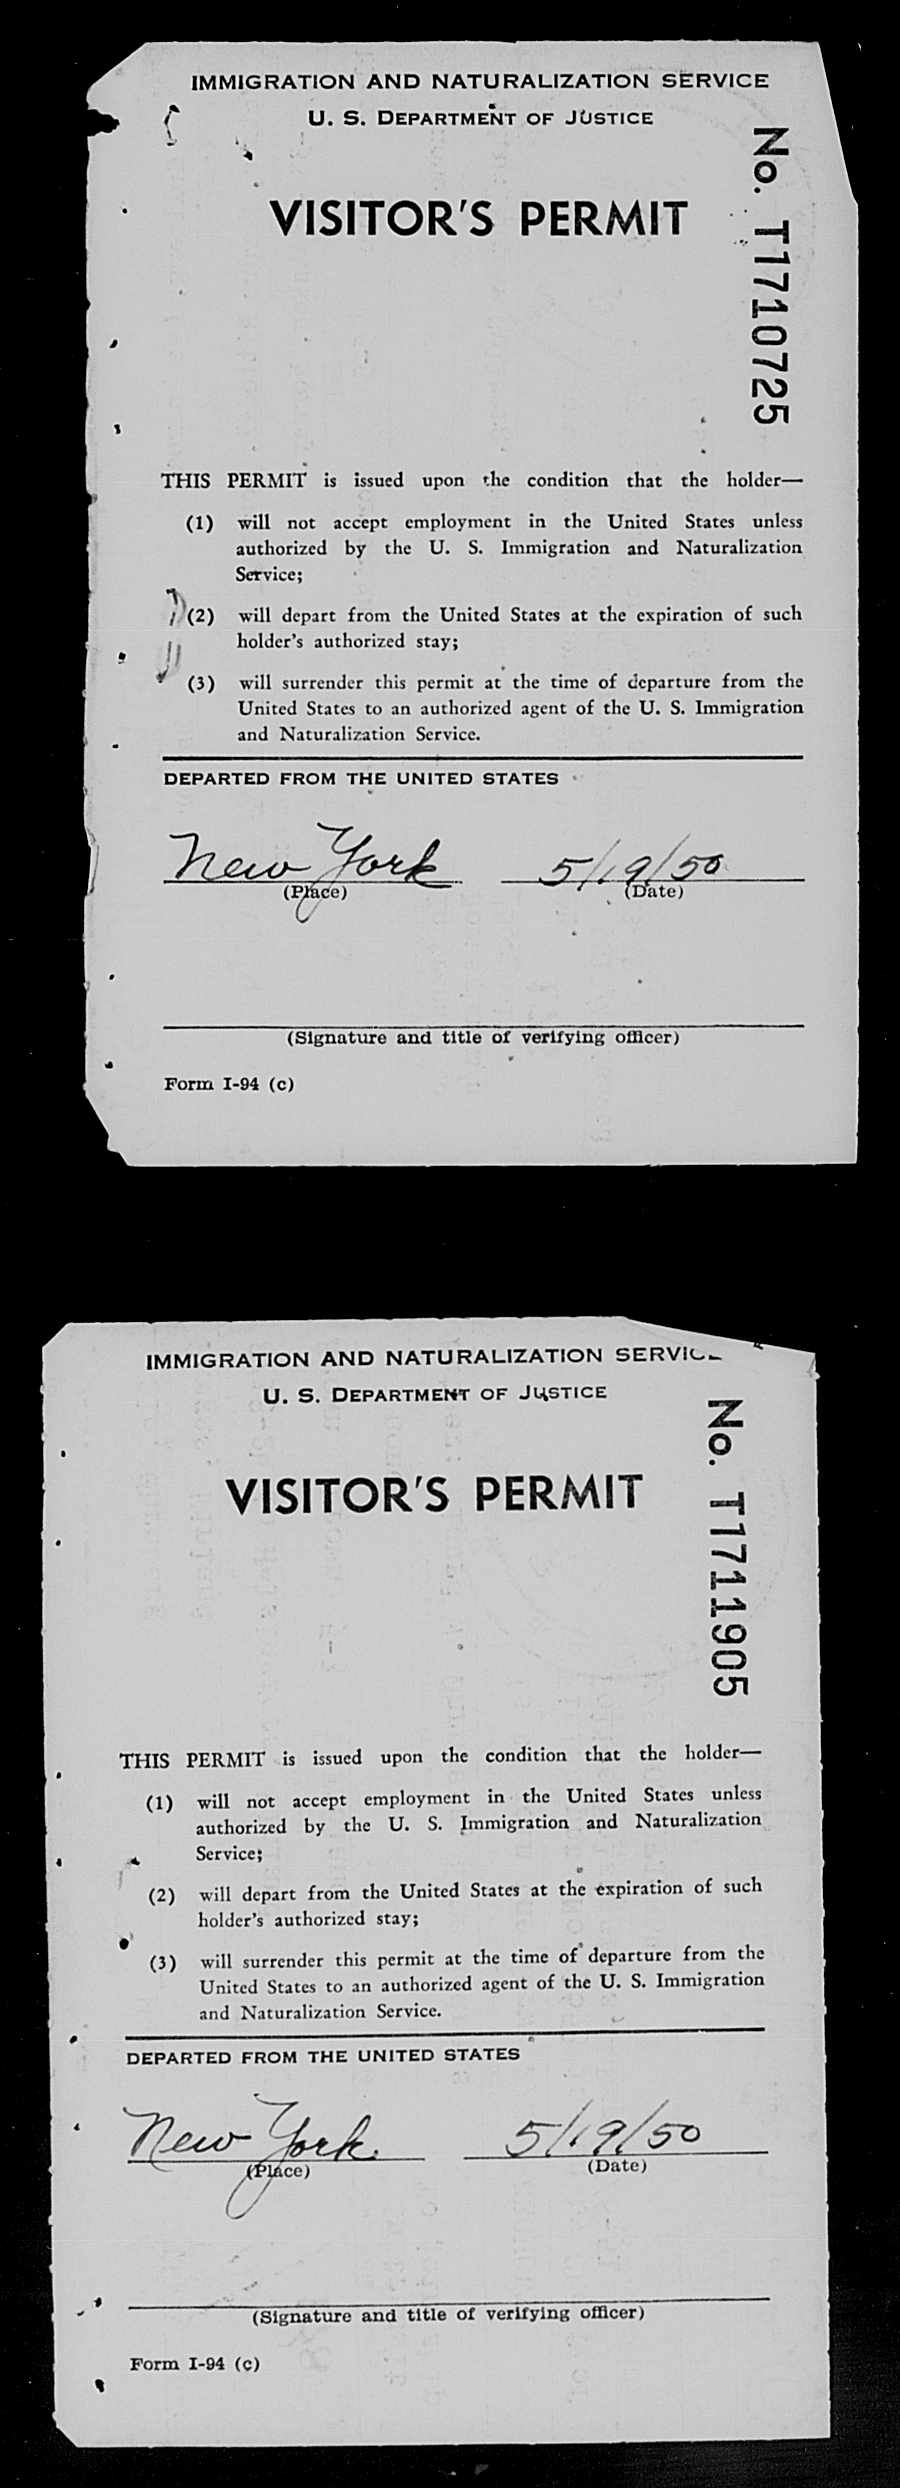 IMMIGRATION AND NATURALIZATION SERVICE
U. S. DEPARTMENT OF JUSTICE
VISITOR'S PERMIT
No. T1710725
THIS PERMIT is issued upon the condition that the holder—
(1) will not accept employment in the United States unless
authorized by the U. S. Immigration and Naturalization
Service;
(2) will depart from the United States at the expiration of such
holder's authorized stay;
(3) will surrender this permit at the time of departure from the
United States to an authorized agent of the U. S. Immigration
and Naturalization Service.
DEPARTED FROM THE UNITED STATES
New York 5/19/50
(Place) (Date)
(Signature and title of verifying officer)
Form I-94 (c)
IMMIGRATION AND NATURALIZATION SERVICE
U. S. DEPARTMENT OF JUSTICE
VISITOR'S PERMIT
No. T1711905
THIS PERMIT is issued upon the condition that the holder—
(1) will not accept employment in the United States unless
authorized by the U. S. Immigration and Naturalization
Service;
(2) will depart from the United States at the expiration of such
holder's authorized stay;
(3) will surrender this permit at the time of departure from the
United States to an authorized agent of the U. S. Immigration
and Naturalization Service.
DEPARTED FROM THE UNITED STATES
New York. 5/19/50
(Place) (Date)
(Signature and title of verifying officer)
Form I-94 (c)